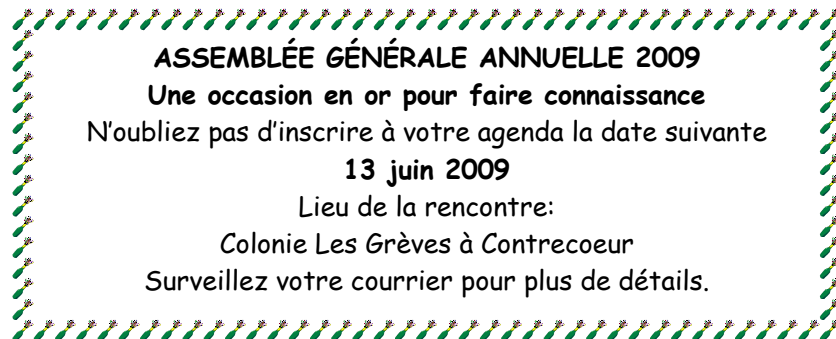 ASSEMBLÉE GÉNÉRALE ANNUELLE 2009
Une occasion en or pour faire connaissance
N'oubliez pas d'inscrire à votre agenda la date suivante
13 juin 2009
Lieu de la rencontre:
Colonie Les Grèves à Contrecoeur
Surveillez votre courrier pour plus de détails.